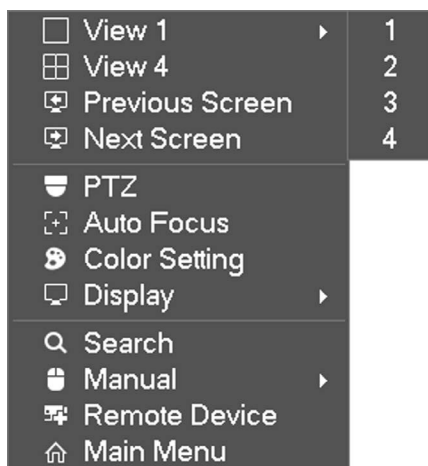 View 1
View 4
Previous Screen
Next Screen
PTZ
Auto Focus
Color Setting
Display
Search
Manual
Remote Device
Main Menu
1
2
3
4